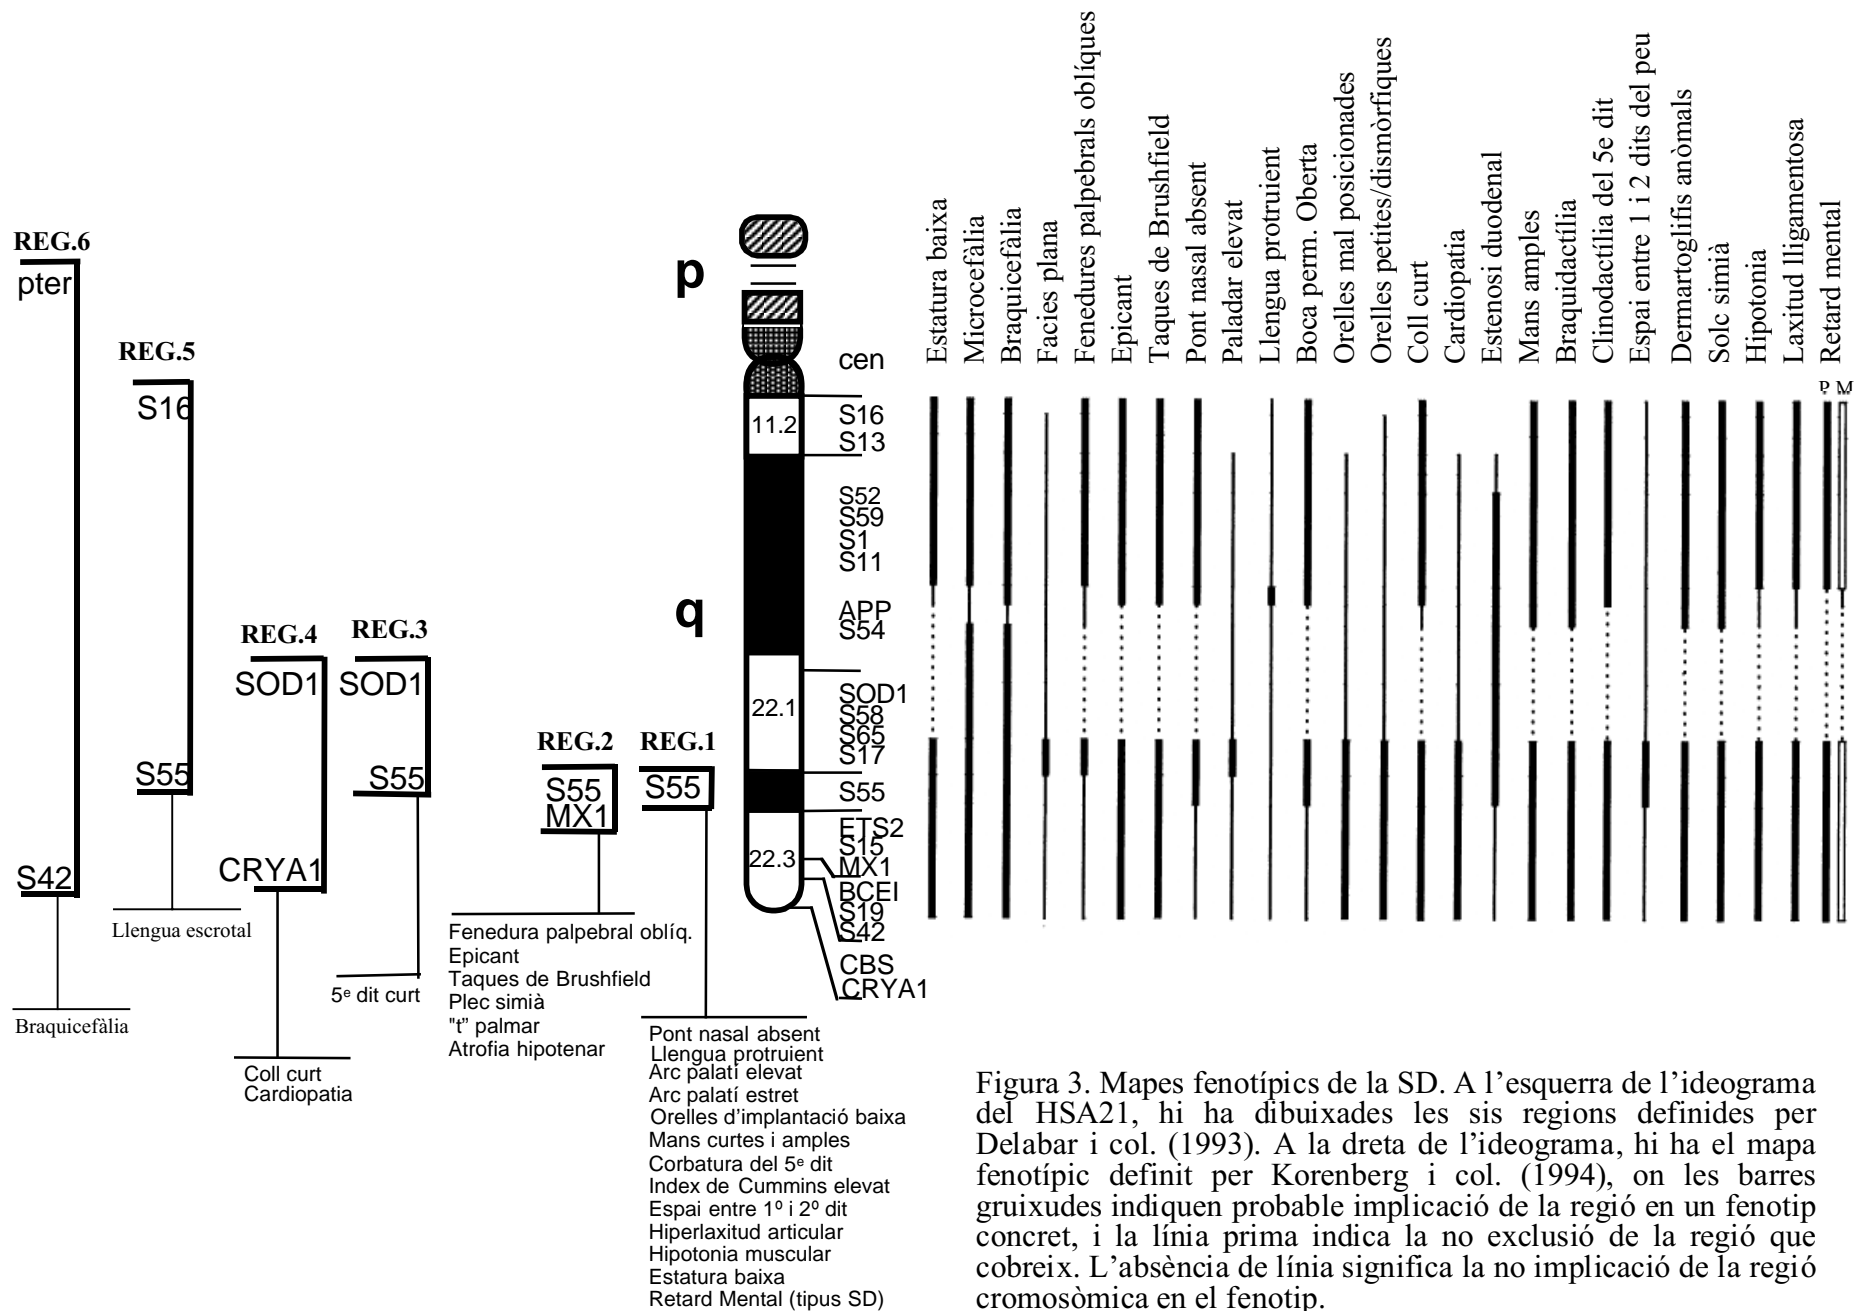 REG.6
pter
S42
Braquicefàlia
REG.5
S16
S55
Llengua escrotal
REG.4
SOD1
CRYA1
Coll curt
Cardiopatia
REG.3
SOD1
S55
5e dit curt
REG.2
S55
MX1
Fenedura palpebral oblíq.
Epicant
Taques de Brushfield
Plec simià
"t” palmar
Atrofia hipotenar
REG.1
S55
Pont nasal absent
Llengua protruient
Arc palatí elevat
Arc palatí estret
Orelles d’implantació baixa
Mans curtes i amples
Corbatura del 5e dit
Index de Cummins elevat
Espai entre 1º i 2º dit
Hiperlaxitud articular
Hipotonia muscular
Estatura baixa
Retard Mental (tipus SD)
p
q
11.2
22.1
22.3
cen
S16
S13
S52
S59
S1
S11
APP
S54
SOD1
S58
S65
S17
S55
ETS2
S15
MX1
BCEI
S19
S42
CBS
CRYA1
Estatura baixa
Microcefàlia
Braquicefàlia
Facies plana
Fenedures palpebrals oblíques
Epicant
Taques de Brushfield
Pont nasal absent
Paladar elevat
Llengua protruient
Boca perm. Oberta
Orelles mal posicionades
Orelles petites/dismòrfiques
Coll curt
Cardiopatia
Estenosi duodenal
Mans amples
Braquidactília
Clinodactília del 5e dit
Espai entre 1 i 2 dits del peu
Dermartoglifis anòmals
Solc simià
Hipotonia
Laxitud lligamentosa
Retard mental
P M
Figura 3. Mapes fenotípics de la SD. A l’esquerra de l’ideograma
del HSA21, hi ha dibuixades les sis regions definides per
Delabar i col. (1993). A la dreta de l’ideograma, hi ha el mapa
fenotípic definit per Korenberg i col. (1994), on les barres
gruixudes indiquen probable implicació de la regió en un fenotip
concret, i la línia prima indica la no exclusió de la regió que
cobreix. L’absència de línia significa la no implicació de la regió
cromosòmica en el fenotip.